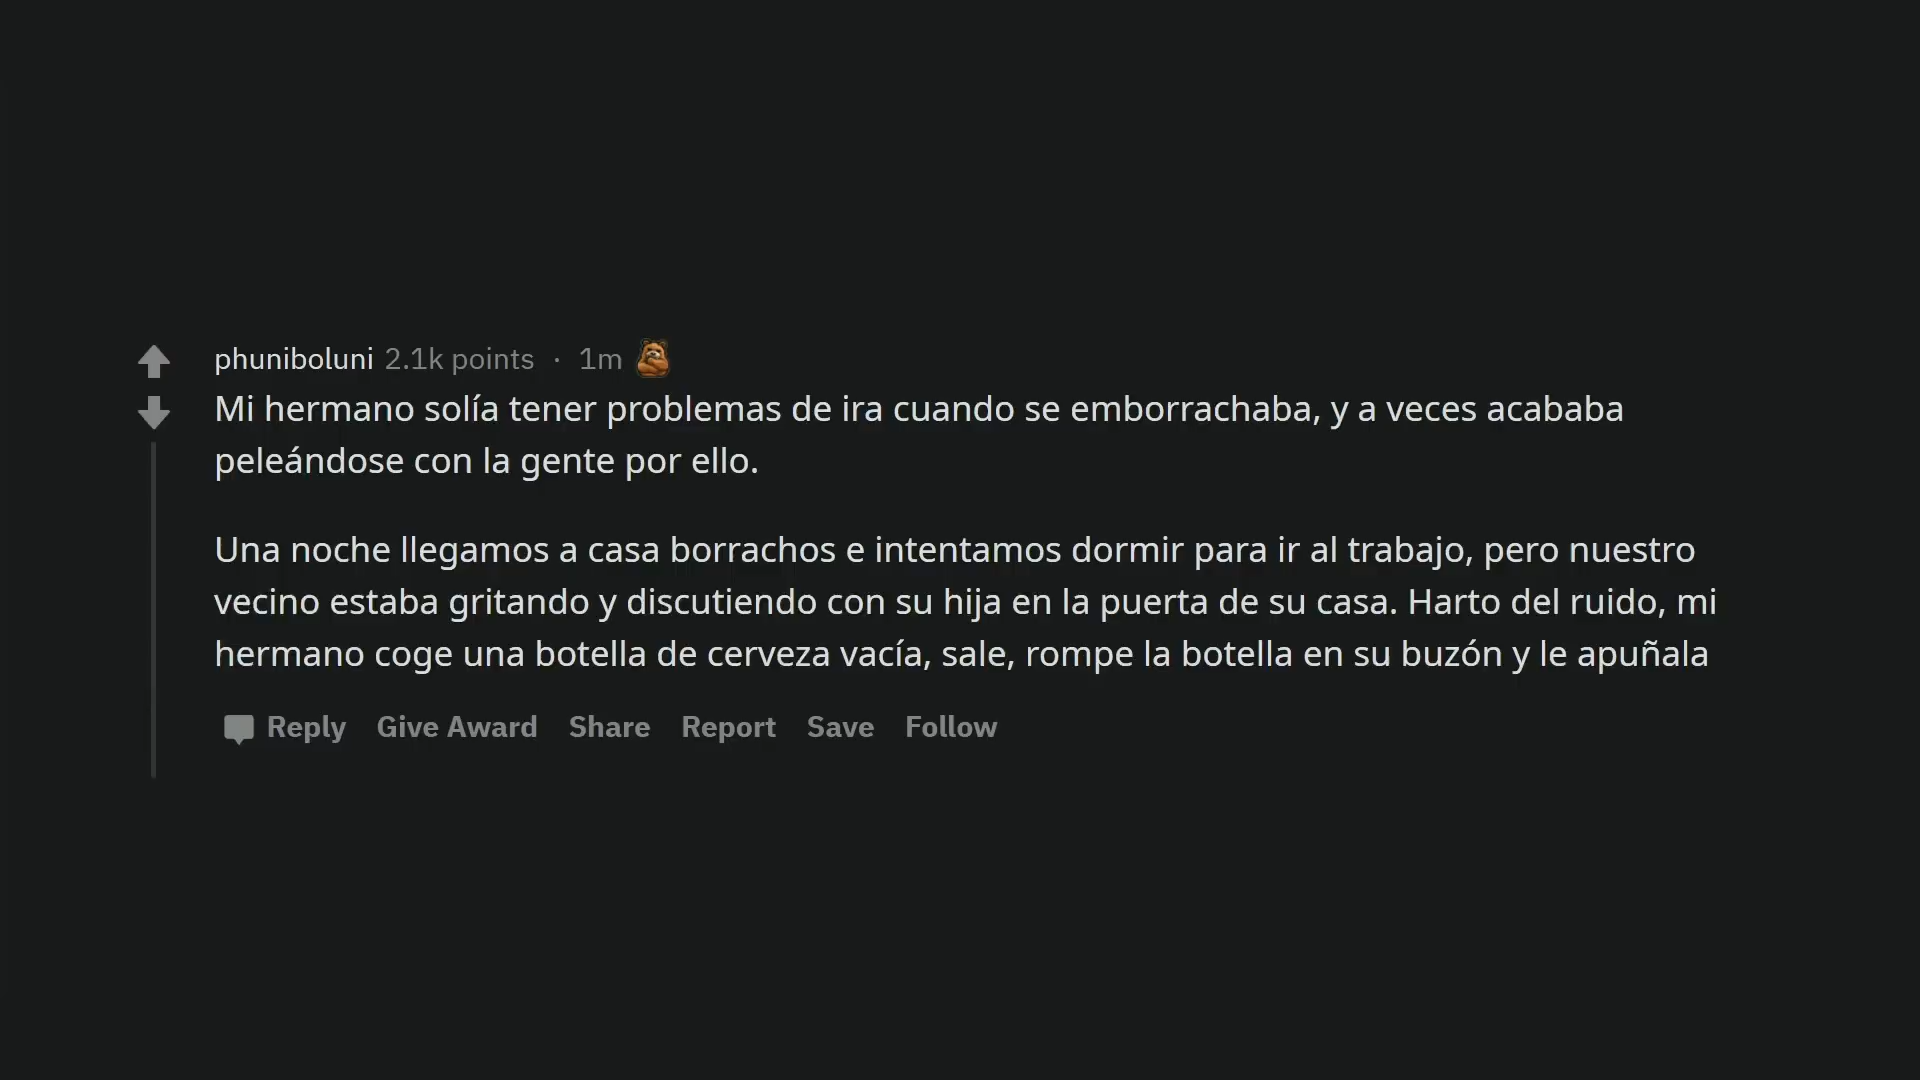 phuniboluni 2.1k points · 1m
Mi hermano solía tener problemas de ira cuando se emborrachaba, y a veces acababa
peleándose con la gente por ello.
Una noche llegamos a casa borrachos e intentamos dormir para ir al trabajo, pero nuestro
vecino estaba gritando y discutiendo con su hija en la puerta de su casa. Harto del ruido, mi
hermano coge una botella de cerveza vacía, sale, rompe la botella en su buzón y le apuñala
Reply Give Award Share Report Save Follow